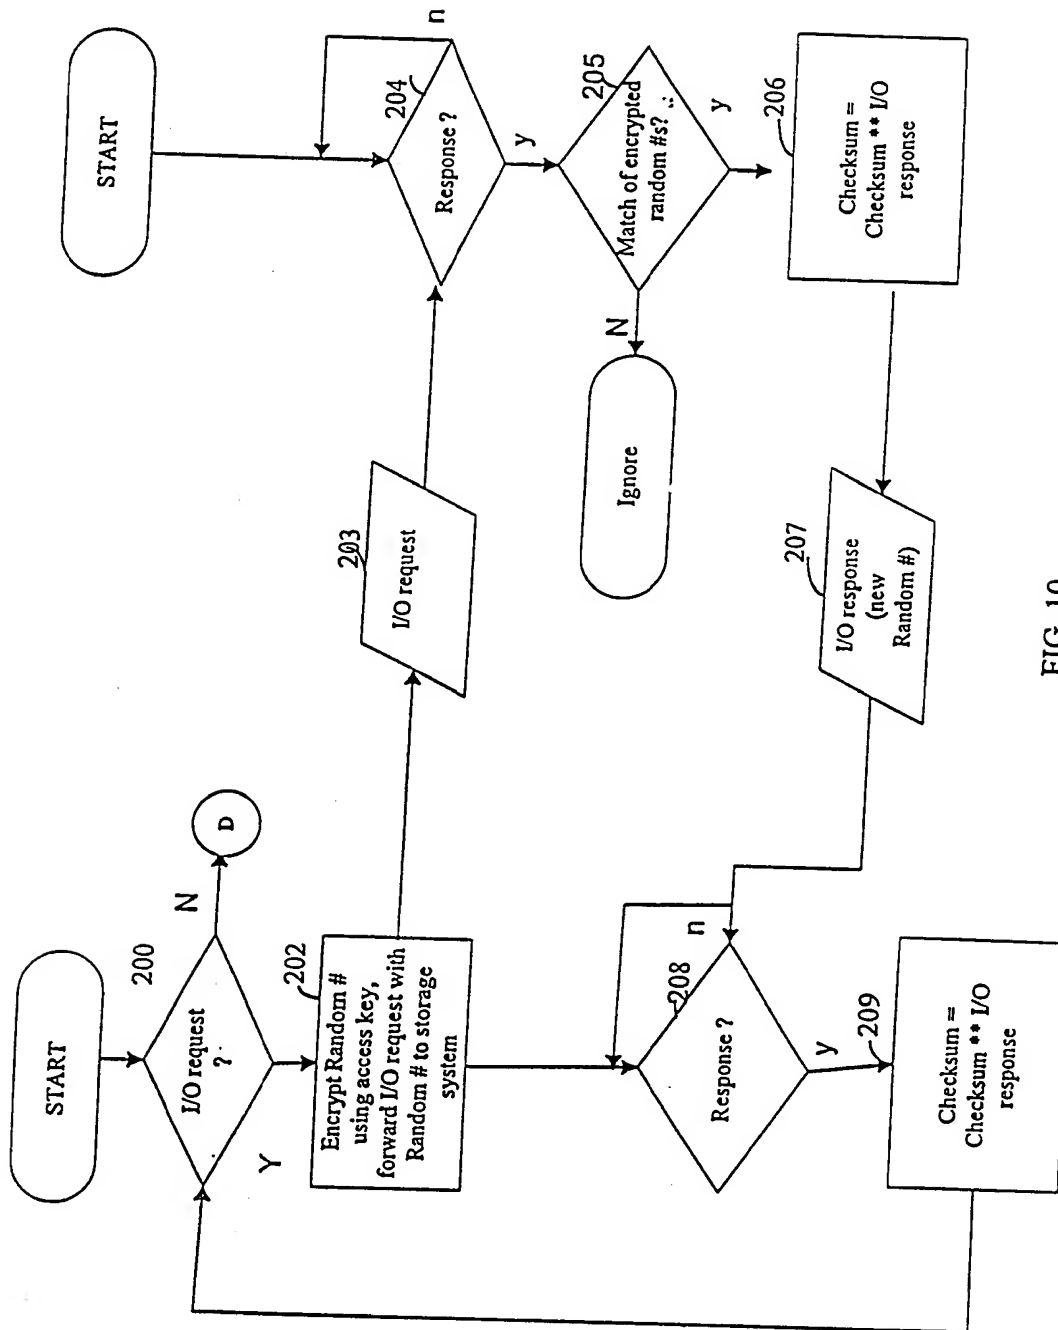 START
200
I/O request
?
N
D
Y
202
Encrypt Random #
using access key,
forward I/O request with
Random # to storage
system
203
I/O request
START
204
Response ?
n
y
205
Match of encrypted
random #s?
N
Ignore
y
206
Checksum =
Checksum ** I/O
response
207
I/O response
(new
Random #)
208
Response ?
n
y
209
Checksum =
Checksum ** I/O
response
FIG. 10